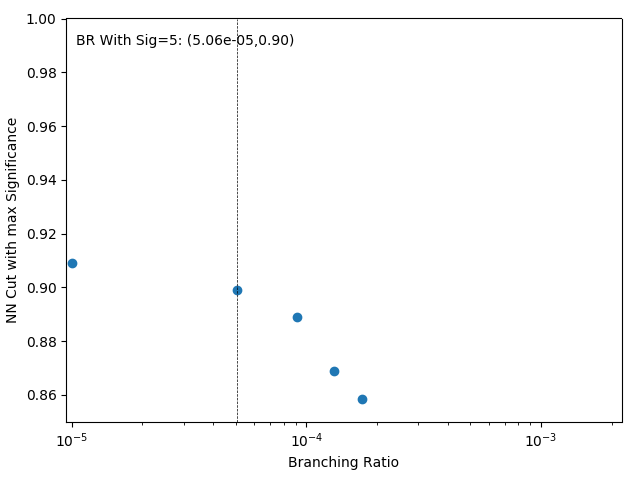 1.00
BR With Sig=5: (5.06e-05,0.90)
0.98
0.96
0.94
0.92
0.90
0.88
0.86
NN Cut with max Significance
10⁻⁵ 10⁻⁴ 10⁻³
Branching Ratio